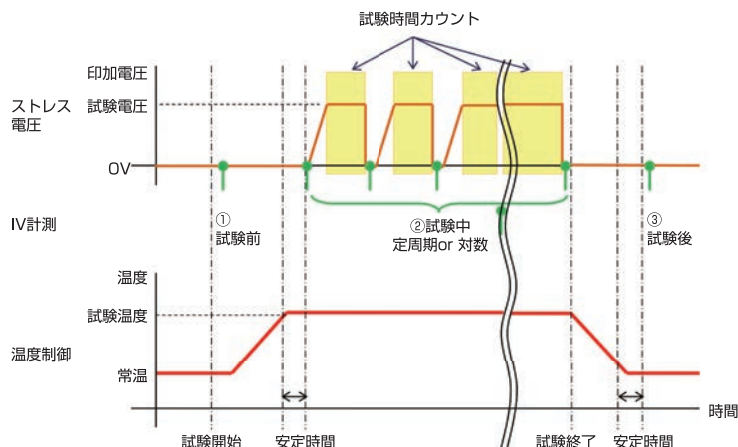 試験時間カウント
印加電圧
ストレス
電圧
試験電圧
0V
IV計測
①
試験前
②試験中
定周期or 対数
③
試験後
温度
試験温度
温度制御
常温
時間
試験開始
安定時間
試験終了
安定時間